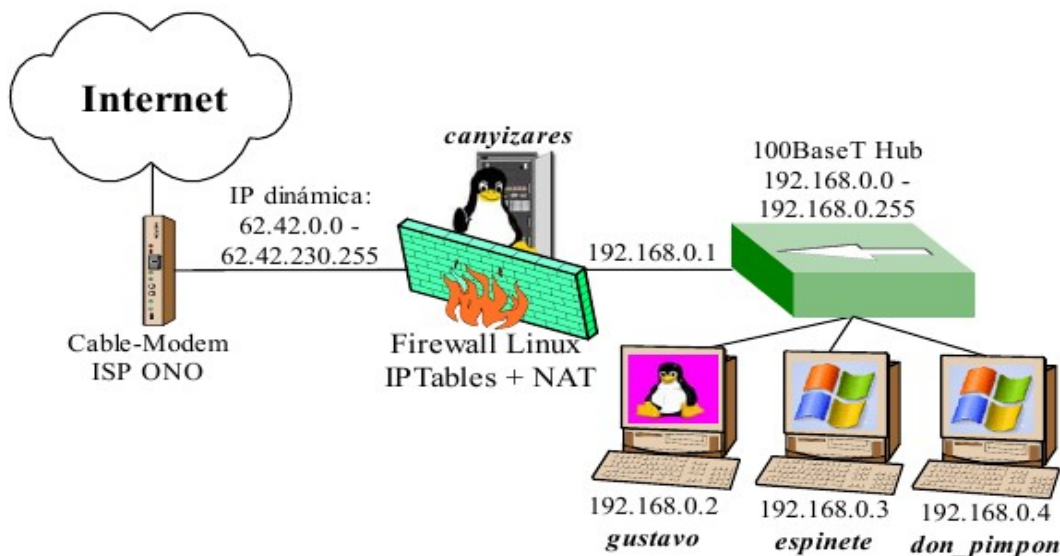 Internet
canyizares
100BaseT Hub
192.168.0.0 -
192.168.0.255
IP dinámica:
62.42.0.0 -
62.42.230.255
192.168.0.1
Cable-Modem
ISP ONO
Firewall Linux
IPTables + NAT
192.168.0.2
gustavo
192.168.0.3
espinete
192.168.0.4
don_pimpon